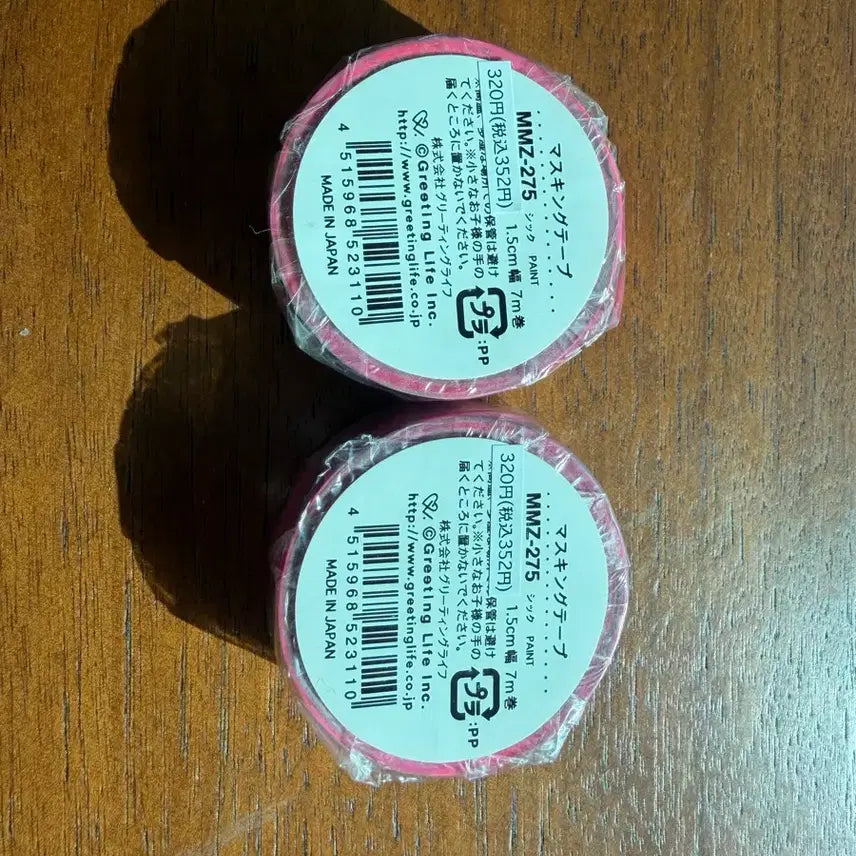 マスキングテープ
MMZ-275 シック PAINT
320円(税込352円) 1.5cm幅 7m巻
保管は避け
てください。※小さなお子様の手の
届くところに置かないでください。
プラ :PP
株式会社グリーティングライフ
©Greeting Life Inc.
http://www.greetinglife.co.jp
4 515968 523110
MADE IN JAPAN
マスキングテープ
MMZ-275 シック PAINT
320円(税込352円) 1.5cm幅 7m巻
保管は避け
てください。※小さなお子様の手の
届くところに置かないでください。
プラ :PP
株式会社グリーティングライフ
©Greeting Life Inc.
http://www.greetinglife.co.jp
4 515968 523110
MADE IN JAPAN